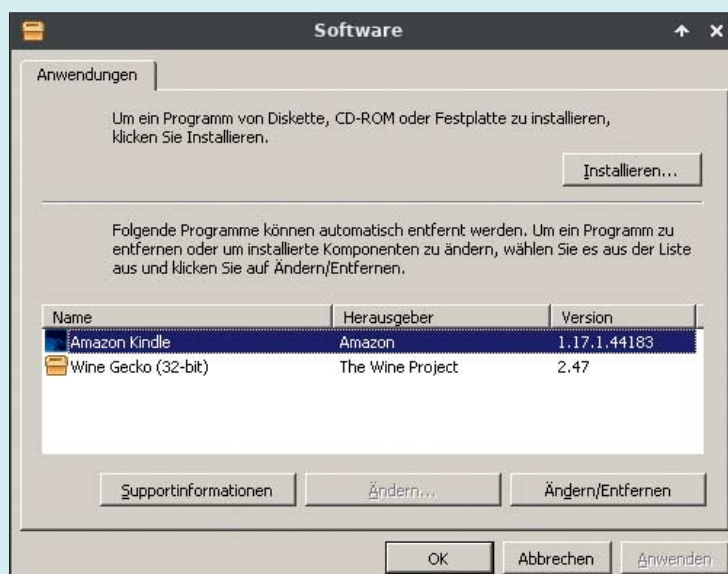 Software
Anwendungen
Um ein Programm von Diskette, CD-ROM oder Festplatte zu installieren,
klicken Sie Installieren.
Installieren...
Folgende Programme können automatisch entfernt werden. Um ein Programm zu
entfernen oder um installierte Komponenten zu ändern, wählen Sie es aus der Liste
aus und klicken Sie auf Ändern/Entfernen.
Name Herausgeber Version
Amazon Kindle Amazon 1.17.1.44183
Wine Gecko (32-bit) The Wine Project 2.47
Supportinformationen Ändern... Ändern/Entfernen
OK Abbrechen Anwenden